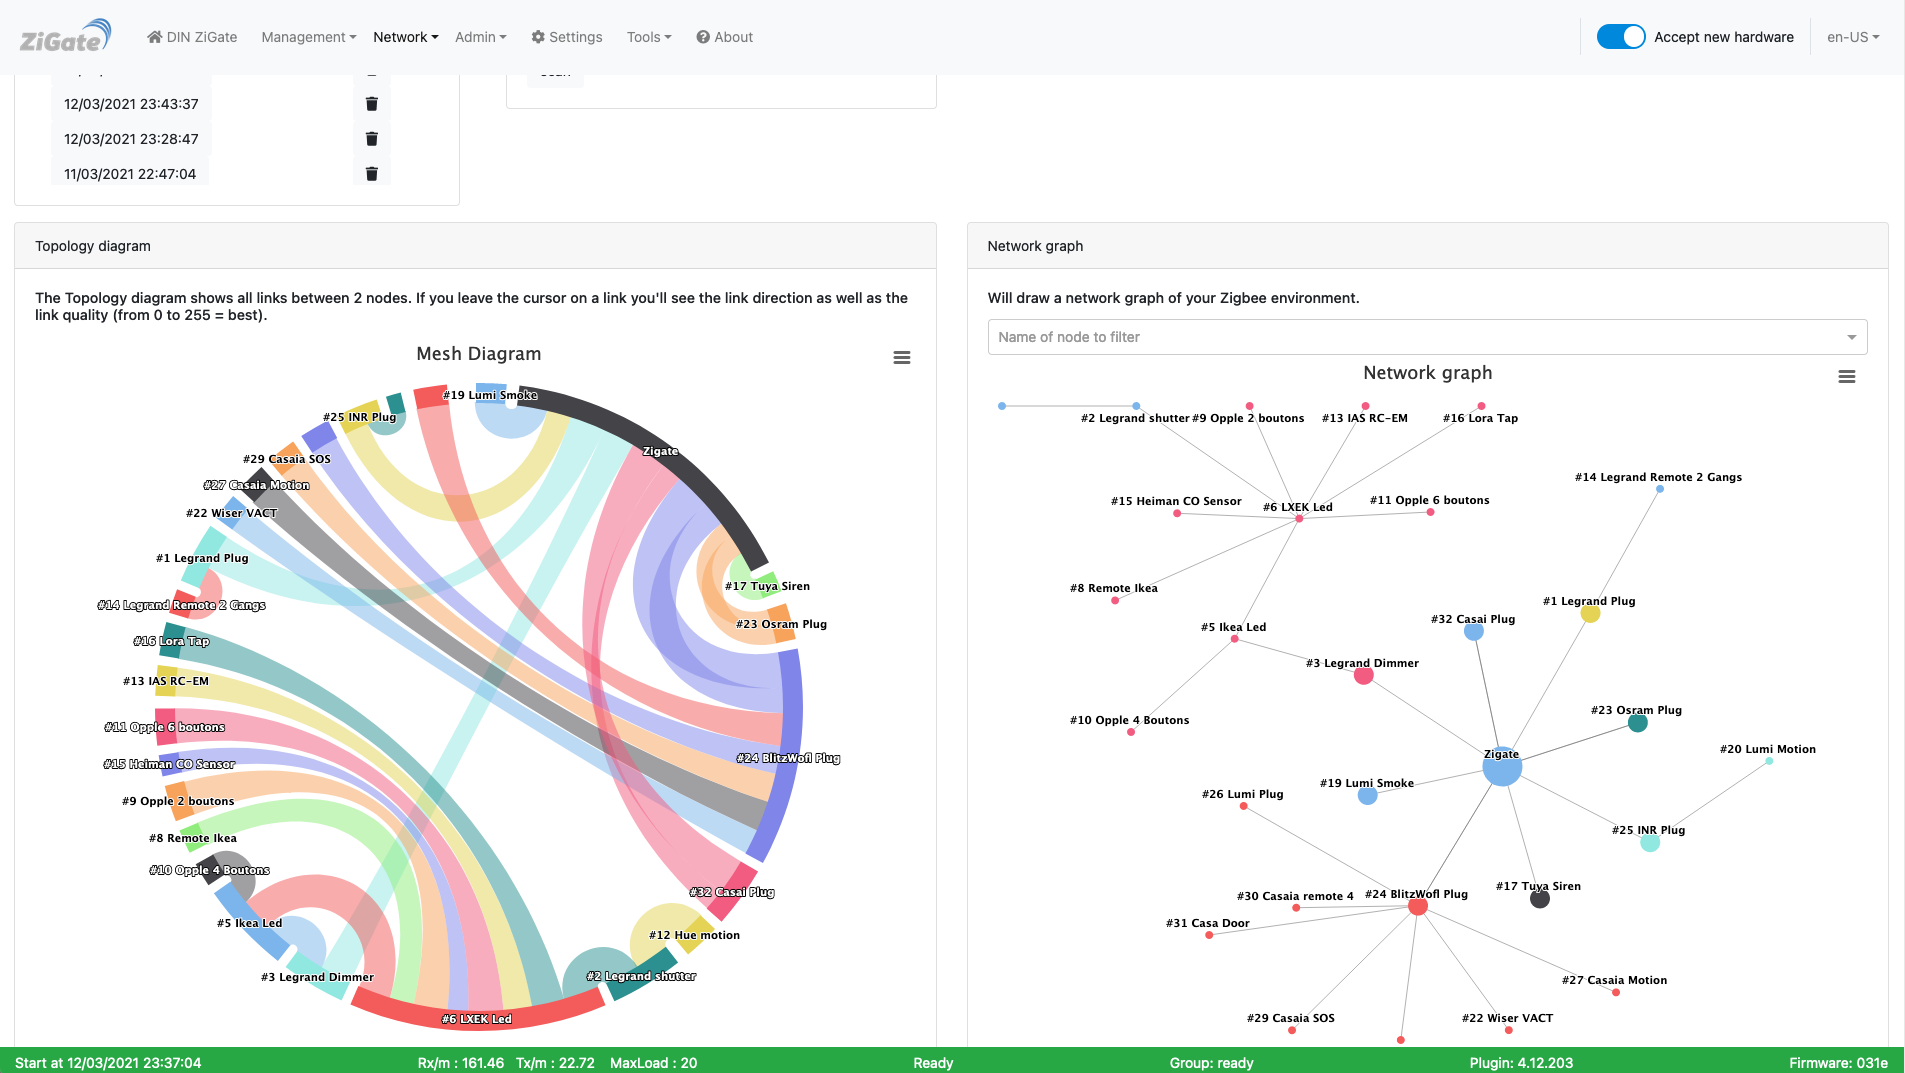 ZiGate
DIN ZiGate
Management
Network
Admin
Settings
Tools
About
Accept new hardware
en-US
12/03/2021 23:43:37
12/03/2021 23:28:47
11/03/2021 22:47:04
Topology diagram
The Topology diagram shows all links between 2 nodes. If you leave the cursor on a link you'll see the link direction as well as the
link quality (from 0 to 255 = best).
Mesh Diagram
#19 Lumi Smoke
#25 INR Plug
Zigate
#29 Casaia SOS
#27 Casaia Motion
#22 Wiser VACT
#1 Legrand Plug
#17 Tuya Siren
#14 Legrand Remote 2 Gangs
#23 Osram Plug
#16 Lora Tap
#13 IAS RC-EM
#11 Opple 6 boutons
#24 BlitzWofl Plug
#15 Heiman CO Sensor
#9 Opple 2 boutons
#8 Remote Ikea
#10 Opple 4 Boutons
#32 Casai Plug
#5 Ikea Led
#12 Hue motion
#3 Legrand Dimmer
#2 Legrand shutter
#6 LXEK Led
Network graph
Will draw a network graph of your Zigbee environment.
Name of node to filter
Network graph
#2 Legrand shutter
#9 Opple 2 boutons
#13 IAS RC-EM
#16 Lora Tap
#14 Legrand Remote 2 Gangs
#15 Heiman CO Sensor
#6 LXEK Led
#11 Opple 6 boutons
#8 Remote Ikea
#1 Legrand Plug
#32 Casai Plug
#5 Ikea Led
#3 Legrand Dimmer
#23 Osram Plug
#10 Opple 4 Boutons
#20 Lumi Motion
Zigate
#19 Lumi Smoke
#26 Lumi Plug
#25 INR Plug
#17 Tuya Siren
#30 Casaia remote 4
#24 BlitzWofl Plug
#31 Casa Door
#27 Casaia Motion
#29 Casaia SOS
#22 Wiser VACT
Start at 12/03/2021 23:37:04
Rx/m : 161.46
Tx/m : 22.72
MaxLoad : 20
Ready
Group: ready
Plugin: 4.12.203
Firmware: 031e